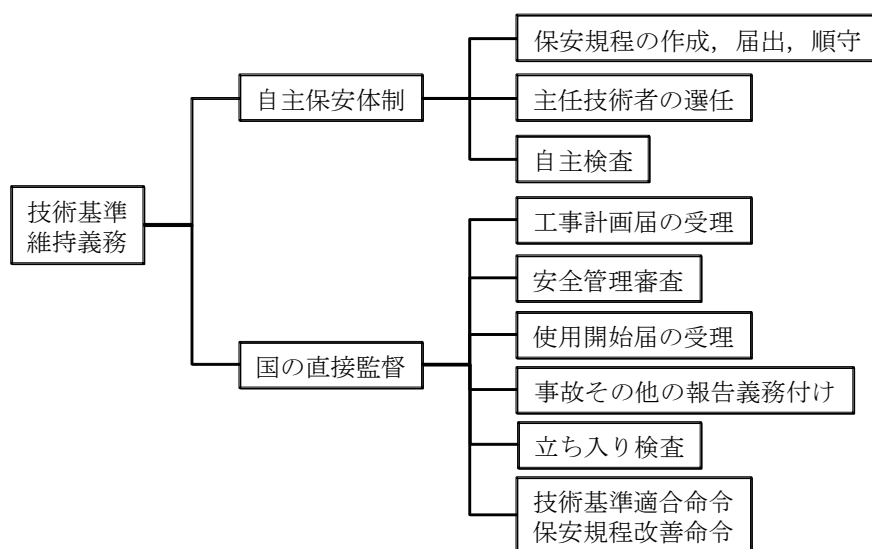 技術基準
維持義務
自主保安体制
保安規程の作成，届出，順守
主任技術者の選任
自主検査
国の直接監督
工事計画届の受理
安全管理審査
使用開始届の受理
事故その他の報告義務付け
立ち入り検査
技術基準適合命令
保安規程改善命令